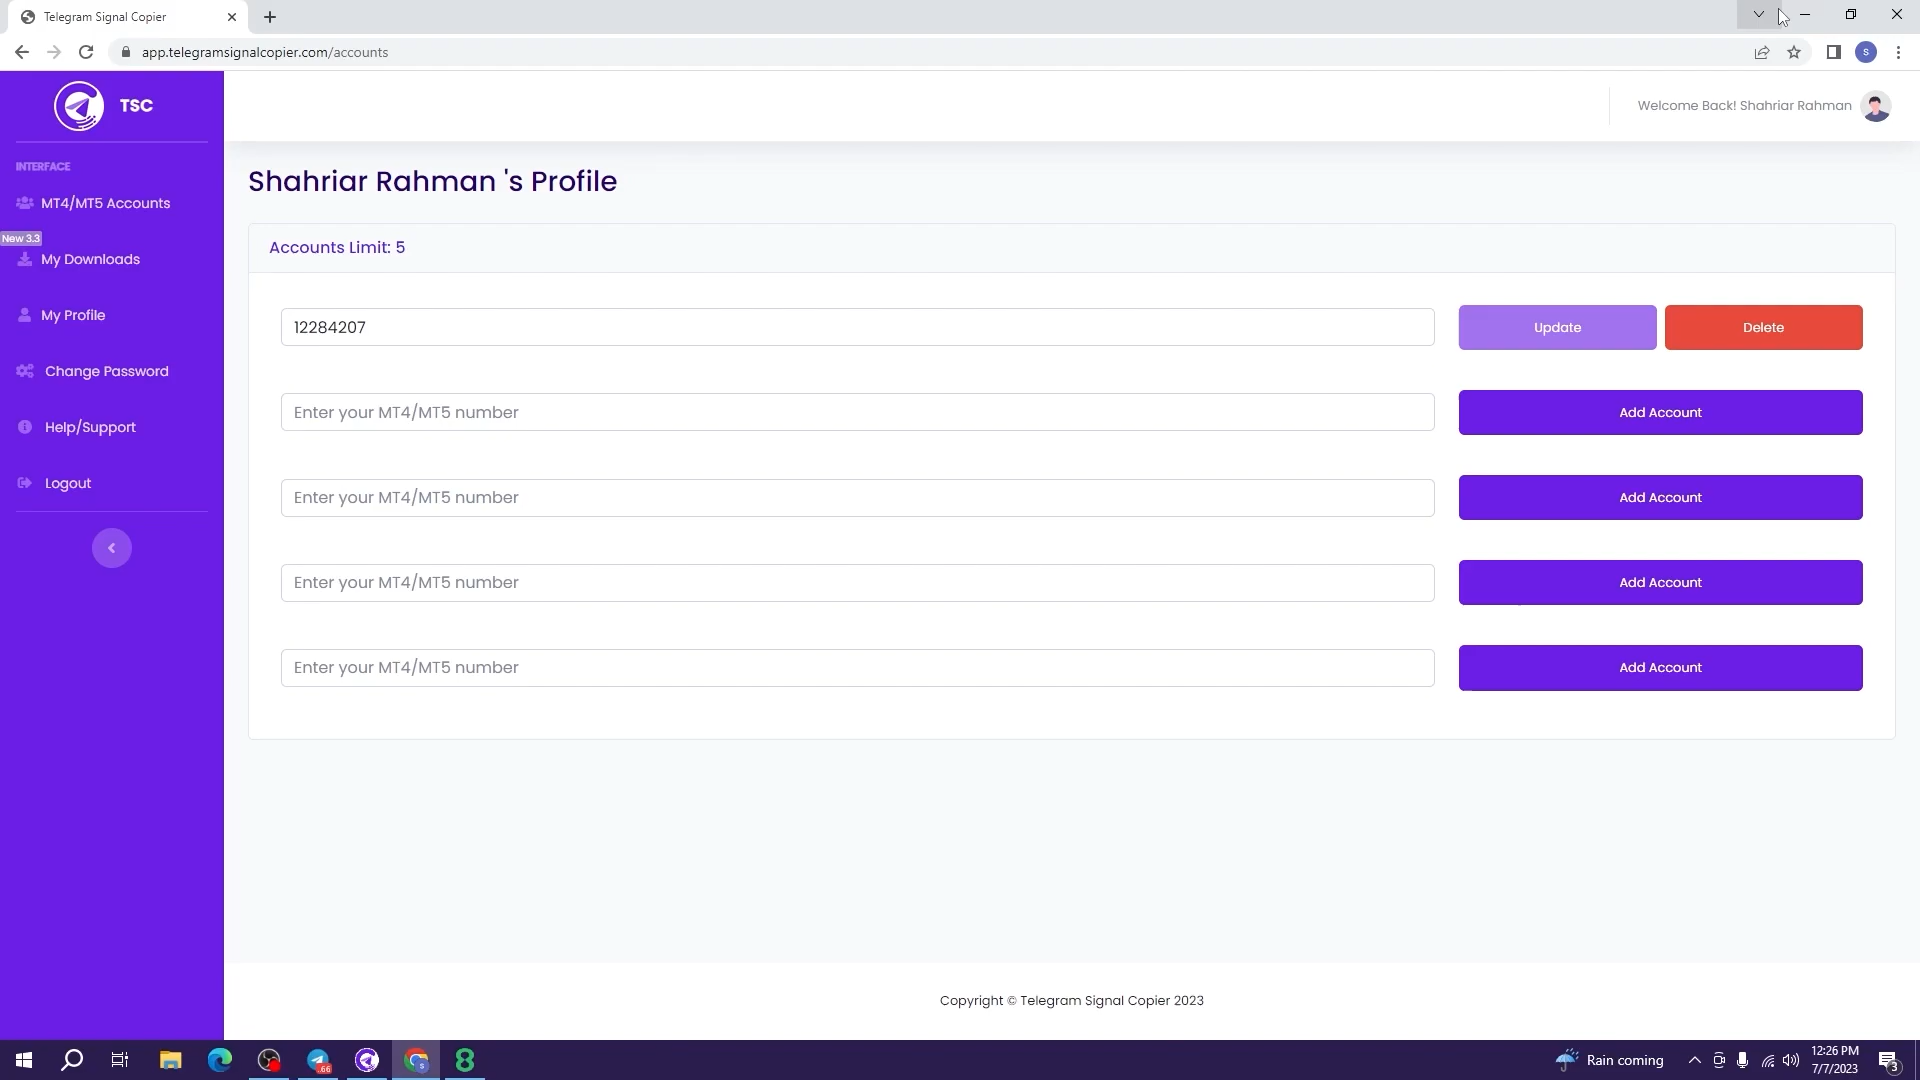 Telegram Signal Copier
app.telegramsignalcopier.com/accounts
S
TSC
Welcome Back! Shahriar Rahman
INTERFACE
MT4/MT5 Accounts
New 3.3
My Downloads
My Profile
Change Password
Help/Support
Logout
Shahriar Rahman 's Profile
Accounts Limit: 5
12284207
Update
Delete
Enter your MT4/MT5 number
Add Account
Enter your MT4/MT5 number
Add Account
Enter your MT4/MT5 number
Add Account
Enter your MT4/MT5 number
Add Account
Copyright © Telegram Signal Copier 2023
.66
S
Rain coming
12:26 PM
7/7/2023
3